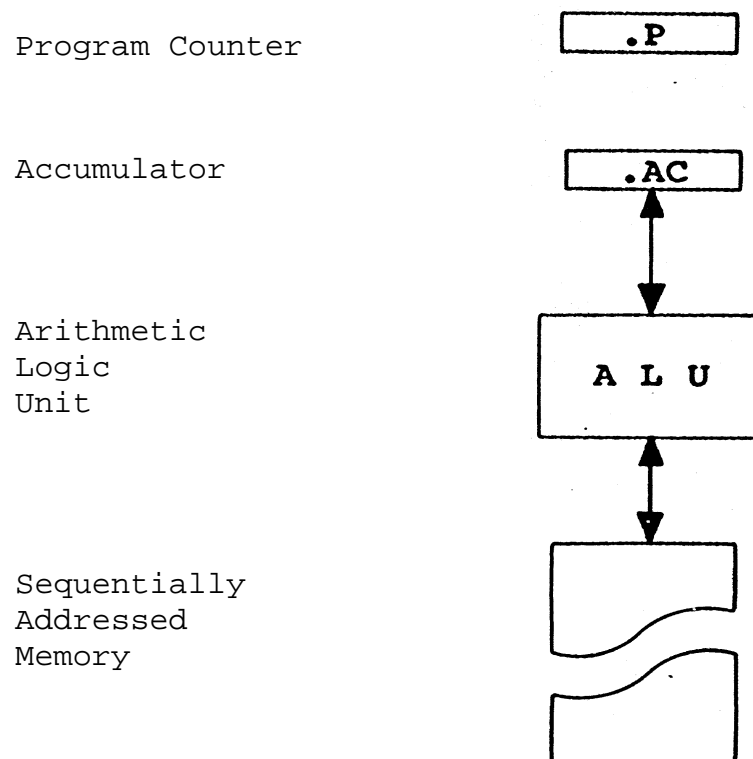 Program Counter
.P
Accumulator
.AC
Arithmetic
Logic
Unit
A L U
Sequentially
Addressed
Memory